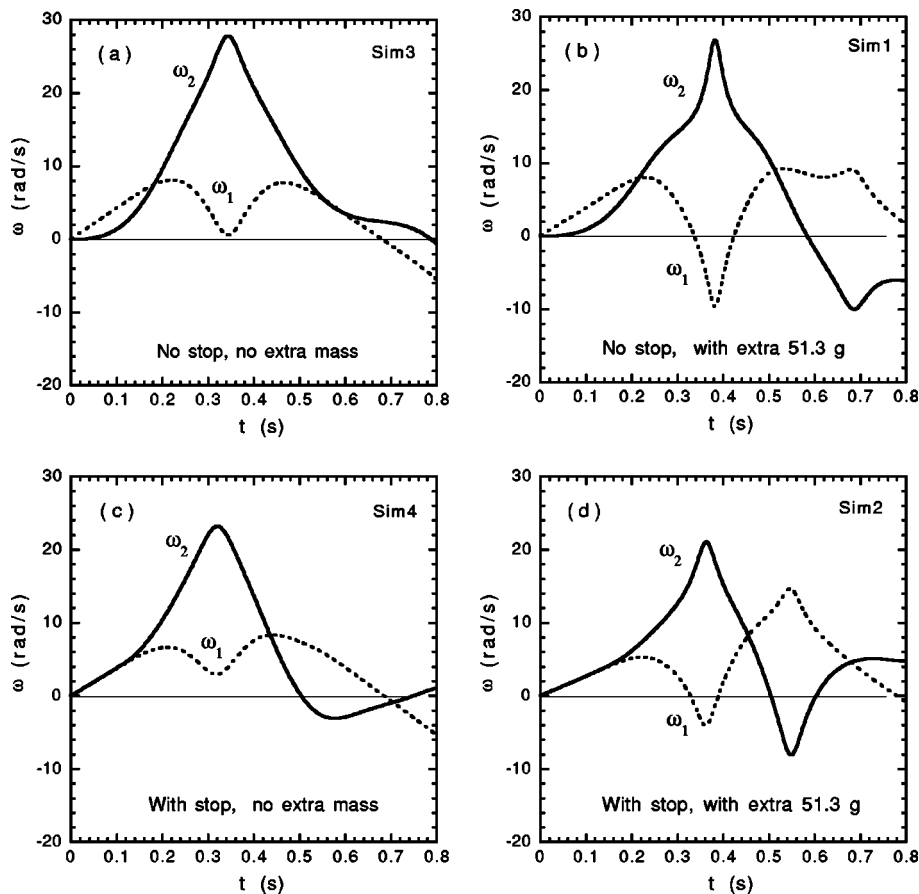 30
20
10
0
-10
-20
ω (rad/s)
(a)
Sim3
ω2
ω1
No stop, no extra mass
0 0.1 0.2 0.3 0.4 0.5 0.6 0.7 0.8
t (s)
30
20
10
0
-10
-20
ω (rad/s)
(b)
Sim1
ω2
ω1
No stop, with extra 51.3 g
0 0.1 0.2 0.3 0.4 0.5 0.6 0.7 0.8
t (s)
30
20
10
0
-10
-20
ω (rad/s)
(c)
Sim4
ω2
ω1
With stop, no extra mass
0 0.1 0.2 0.3 0.4 0.5 0.6 0.7 0.8
t (s)
30
20
10
0
-10
-20
ω (rad/s)
(d)
Sim2
ω2
ω1
With stop, with extra 51.3 g
0 0.1 0.2 0.3 0.4 0.5 0.6 0.7 0.8
t (s)